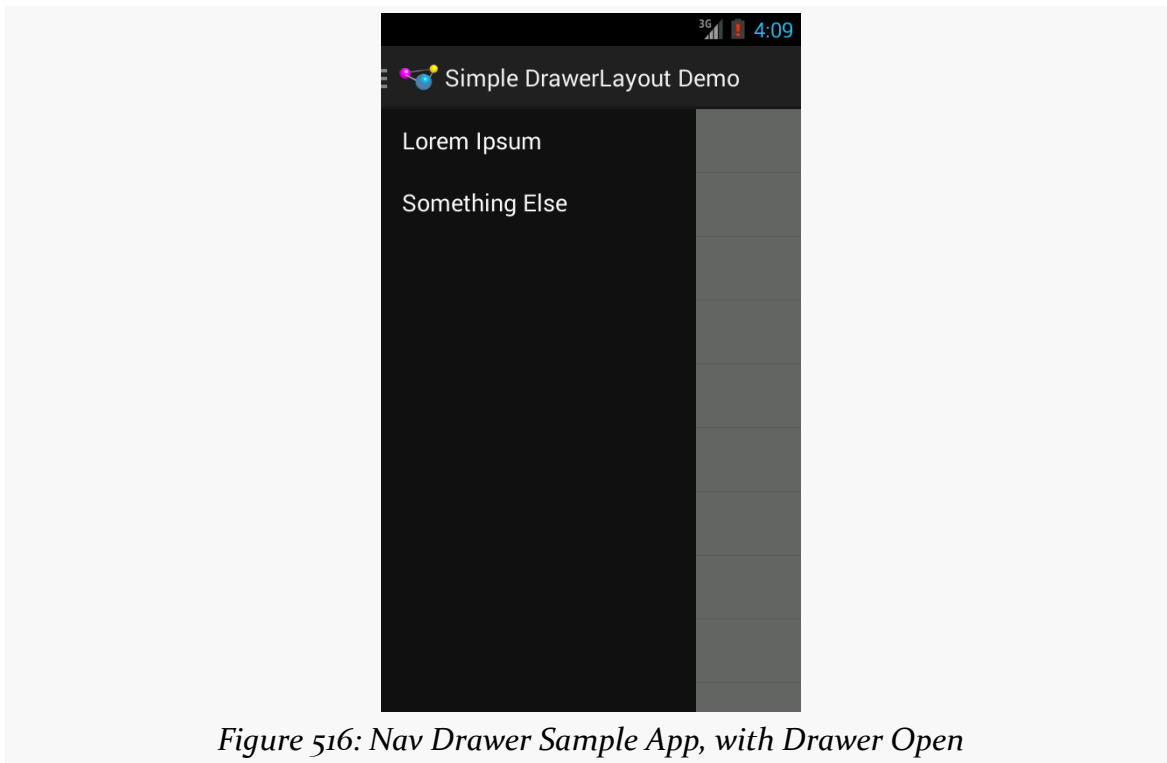 3G 4:09
Simple DrawerLayout Demo
Lorem Ipsum
Something Else
Figure 516: Nav Drawer Sample App, with Drawer Open